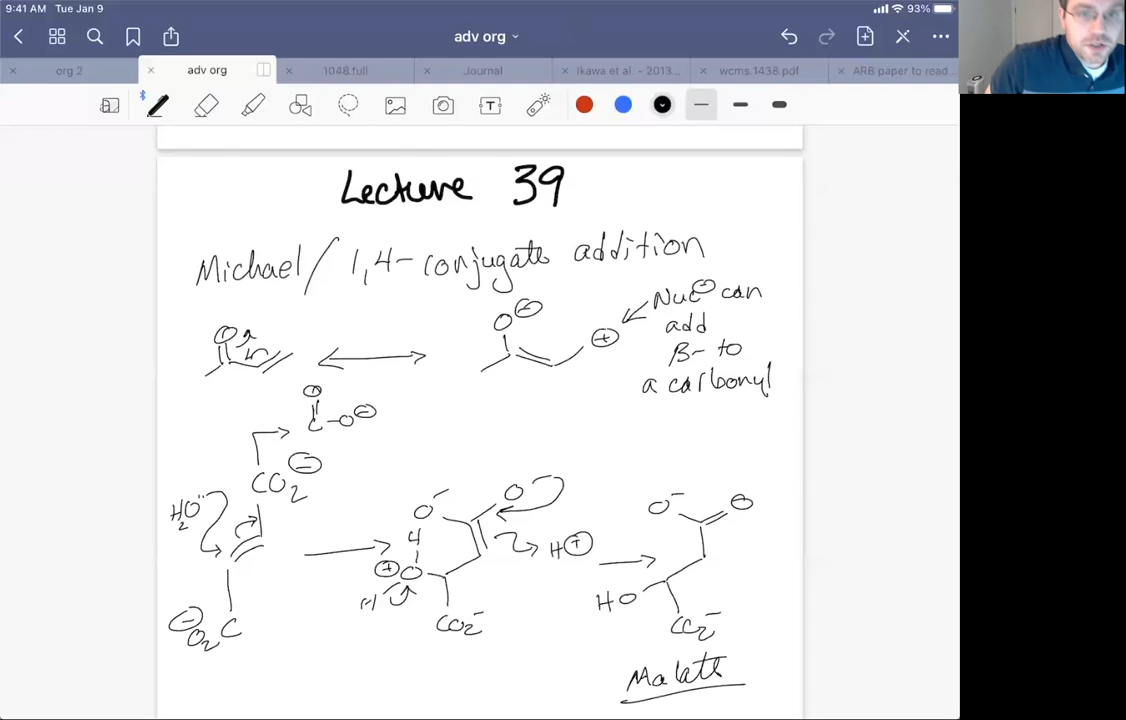 9:41 AM Tue Jan 9
93%
adv org
org 2
adv org
1048.full
Journal
Ikawa et al. - 2013...
wcms.1438.pdf
ARB paper to read...
T
Lecture 39
Michael/1,4-conjugate addition
O
O⊖
⊕
Nuc⊖ can
add
β- to
a carbonyl
O
C-O⊖
CO2⊖
H2O
⊖O2C
O-
O-
H
⊕O
H
CO2-
H⊕
O-
O
HO
CO2-
Malate